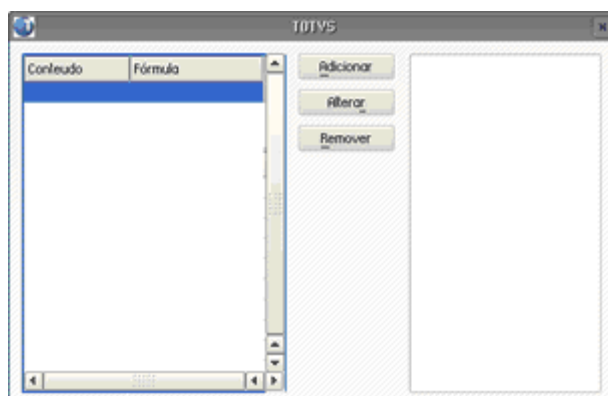 TOTVS
Conteudo Fórmula
Adicionar
Alterar
Remover